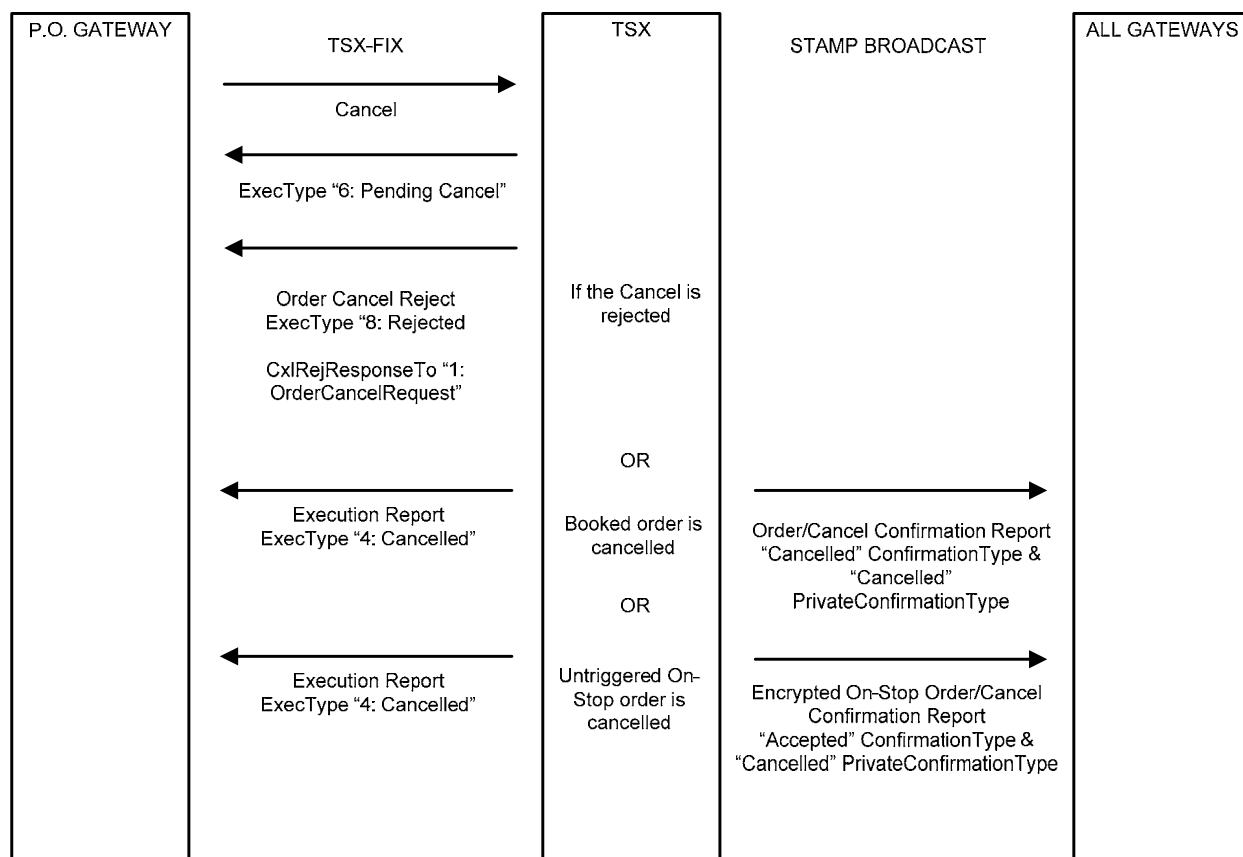 P.O. GATEWAY
TSX-FIX
TSX
STAMP BROADCAST
ALL GATEWAYS
Cancel
ExecType “6: Pending Cancel”
Order Cancel Reject
ExecType “8: Rejected
CxlRejResponseTo “1:
OrderCancelRequest”
If the Cancel is
rejected
OR
Execution Report
ExecType “4: Cancelled”
Booked order is
cancelled
Order/Cancel Confirmation Report
“Cancelled” ConfirmationType &
“Cancelled”
PrivateConfirmationType
OR
Execution Report
ExecType “4: Cancelled”
Untriggered On-
Stop order is
cancelled
Encrypted On-Stop Order/Cancel
Confirmation Report
“Accepted” ConfirmationType &
“Cancelled” PrivateConfirmationType